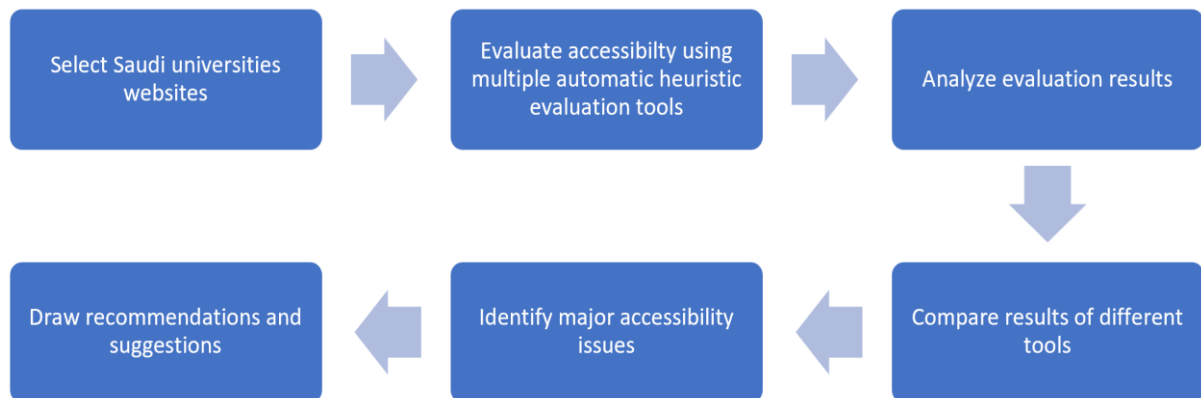 Select Saudi universities
websites
Evaluate accessibilty using
multiple automatic heuristic
evaluation tools
Analyze evaluation results
Compare results of different
tools
Identify major accessibility
issues
Draw recommendations and
suggestions